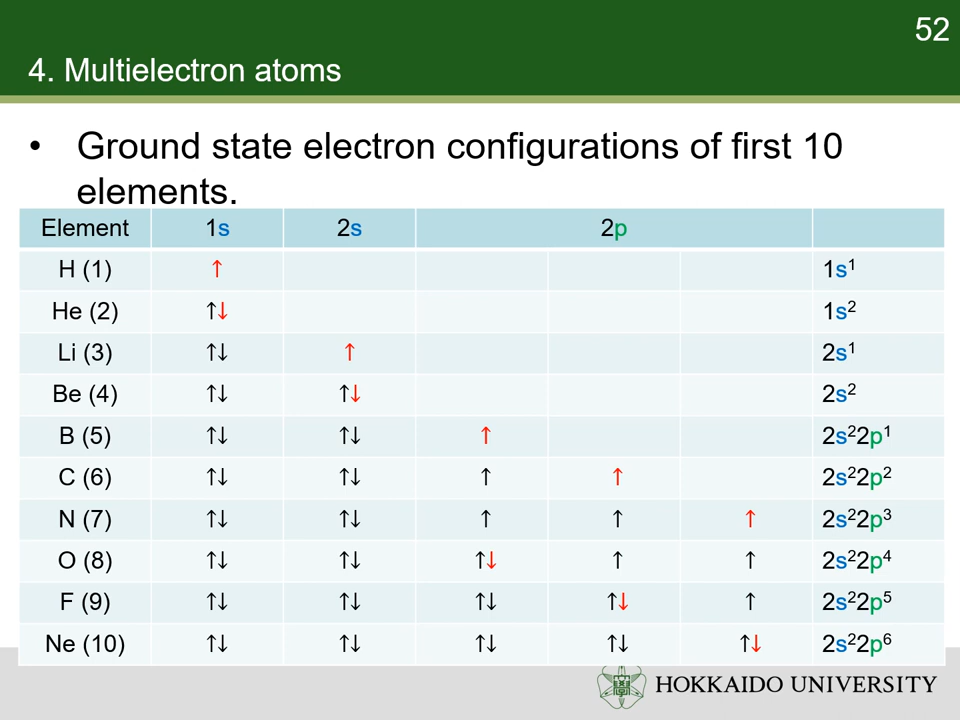 52
4. Multielectron atoms
• Ground state electron configurations of first 10
elements.
Element 1s 2s 2p
H (1) ↑ 1s¹
He (2) ↑↓ 1s²
Li (3) ↑↓ ↑ 2s¹
Be (4) ↑↓ ↑↓ 2s²
B (5) ↑↓ ↑↓ ↑ 2s²2p¹
C (6) ↑↓ ↑↓ ↑ ↑ 2s²2p²
N (7) ↑↓ ↑↓ ↑ ↑ ↑ 2s²2p³
O (8) ↑↓ ↑↓ ↑↓ ↑ ↑ 2s²2p⁴
F (9) ↑↓ ↑↓ ↑↓ ↑↓ ↑ 2s²2p⁵
Ne (10) ↑↓ ↑↓ ↑↓ ↑↓ ↑↓ 2s²2p⁶
HOKKAIDO UNIVERSITY